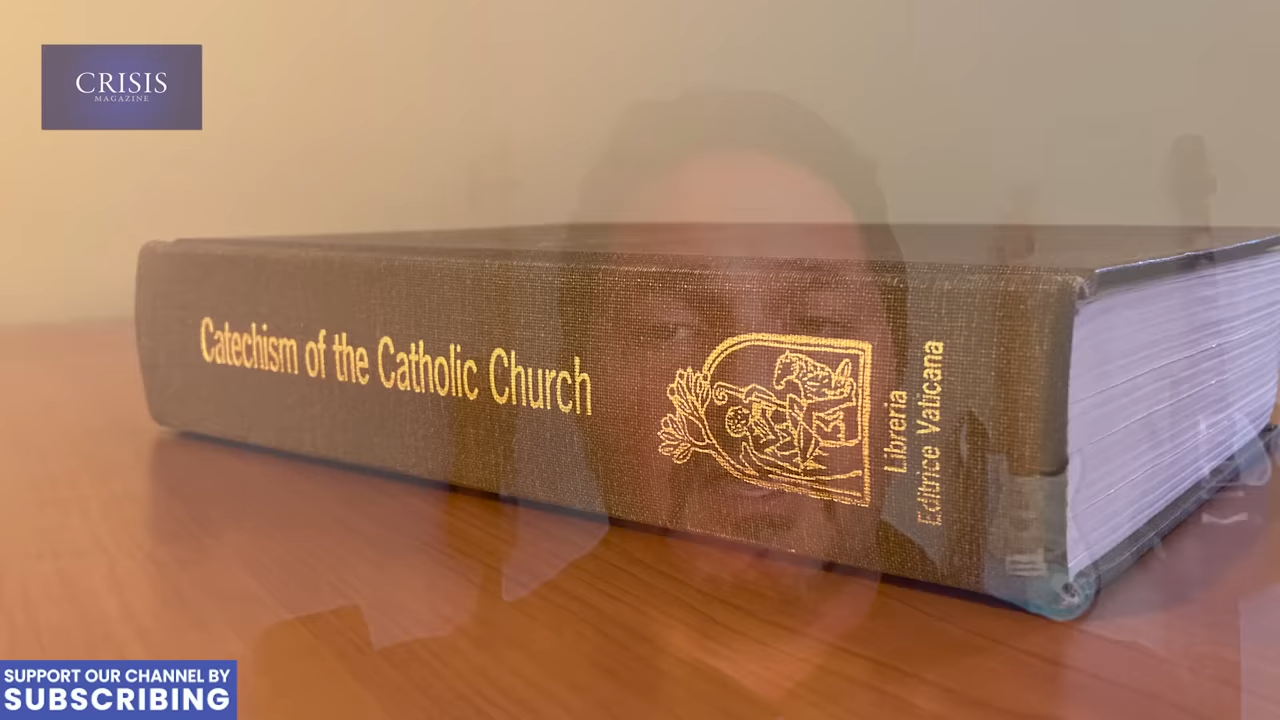 CRISIS
MAGAZINE
Catechism of the Catholic Church
Libreria
Editrice Vaticana
SUPPORT OUR CHANNEL BY
SUBSCRIBING